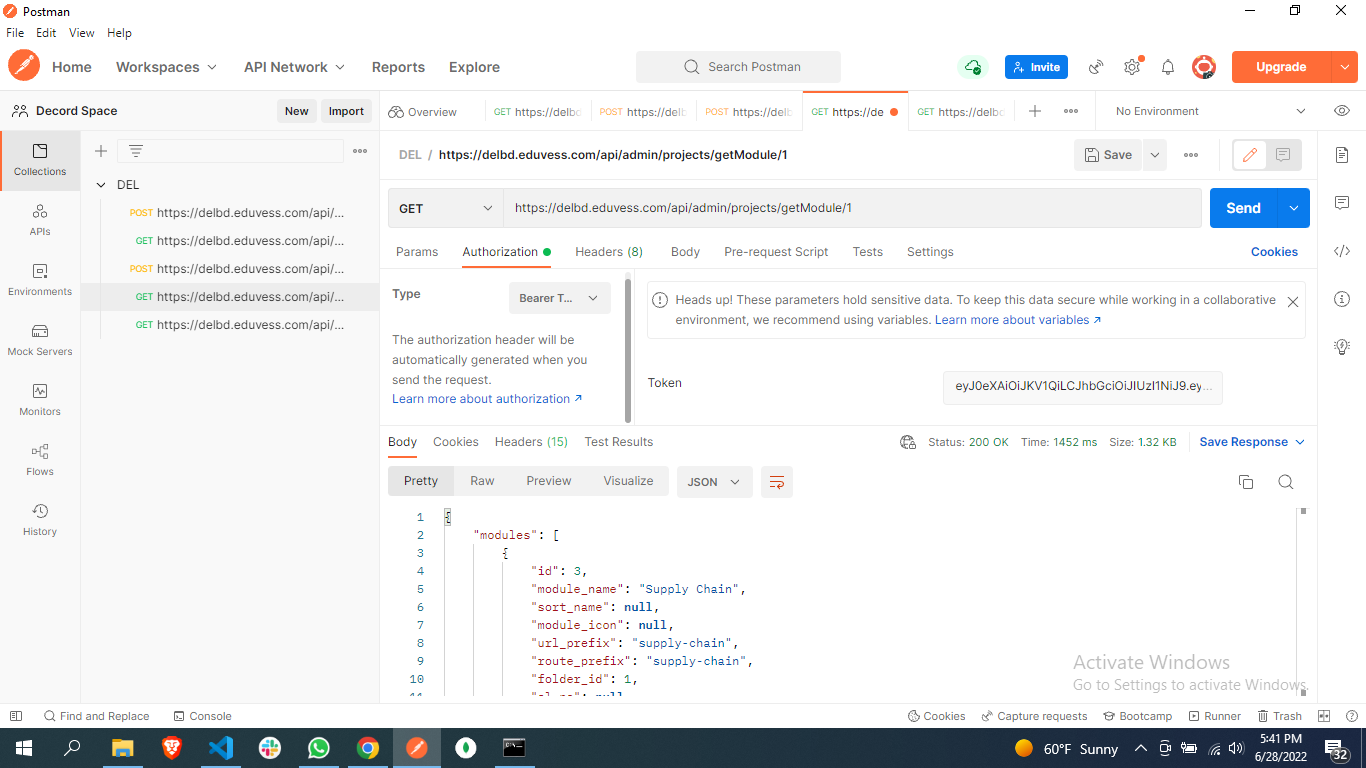 Postman
File Edit View Help
Home Workspaces API Network Reports Explore Search Postman Invite Upgrade
Decord Space New Import Overview GET https://delbd POST https://delb POST https://delb GET https://de GET https://delbd No Environment
DEL / https://delbd.eduvess.com/api/admin/projects/getModule/1 Save
Collections
DEL
POST https://delbd.eduvess.com/api/...
GET https://delbd.eduvess.com/api/...
POST https://delbd.eduvess.com/api/...
GET https://delbd.eduvess.com/api/...
GET https://delbd.eduvess.com/api/...
APIs
Environments
Mock Servers
Monitors
Flows
History
GET https://delbd.eduvess.com/api/admin/projects/getModule/1 Send
Params Authorization Headers (8) Body Pre-request Script Tests Settings Cookies
Type Bearer T...
The authorization header will be
automatically generated when you
send the request.
Learn more about authorization ↗
Heads up! These parameters hold sensitive data. To keep this data secure while working in a collaborative
environment, we recommend using variables. Learn more about variables ↗
Token eyJ0eXAiOiJKV1QiLCJhbGciOiJIUzI1NiJ9.ey...
Body Cookies Headers (15) Test Results Status: 200 OK Time: 1452 ms Size: 1.32 KB Save Response
Pretty Raw Preview Visualize JSON
1 {
2 "modules": [
3 {
4 "id": 3,
5 "module_name": "Supply Chain",
6 "sort_name": null,
7 "module_icon": null,
8 "url_prefix": "supply-chain",
9 "route_prefix": "supply-chain",
10 "folder_id": 1,
Activate Windows
Go to Settings to activate Windows.
Find and Replace Console Cookies Capture requests Bootcamp Runner Trash
60°F Sunny 5:41 PM
6/28/2022
32